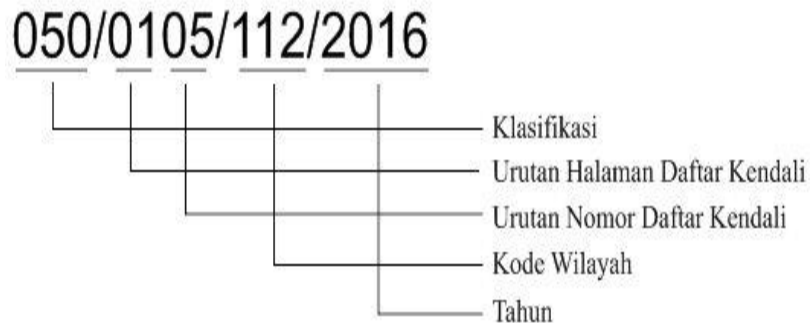 050/0105/112/2016
Klasifikasi
Urutan Halaman Daftar Kendali
Urutan Nomor Daftar Kendali
Kode Wilayah
Tahun